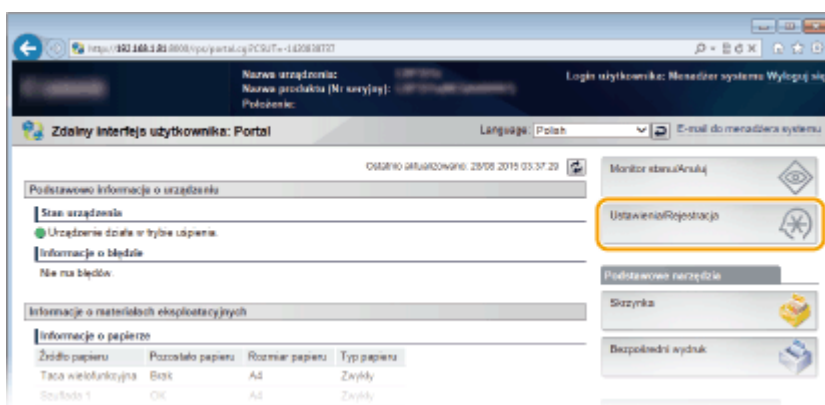 Nazwa urządzenia:
Nazwa produktu (Nr seryjny):
Położenie:
Login użytkownika: Menedżer systemu Wyloguj się
Zdalny interfejs użytkownika: Portal
Language: Polish
E-mail do menadżera systemu
Ostatnio aktualizowano: 28/08 2015 03:37:29
Podstawowe informacje o urządzeniu
Stan urządzenia
Urządzenie działa w trybie uśpienia.
Informacje o błędzie
Nie ma błędów.
Informacje o materiałach eksploatacyjnych
Informacje o papierze
Źródło papieru Pozostało papieru Rozmiar papieru Typ papieru
Taca wielofunkcyjna Brak A4 Zwykły
Szuflada 1 OK A4 Zwykły
Monitor stanu/Anuluj
Ustawienia/Rejestracja
Podstawowe narzędzia
Skrzynka
Bezpośredni wydruk